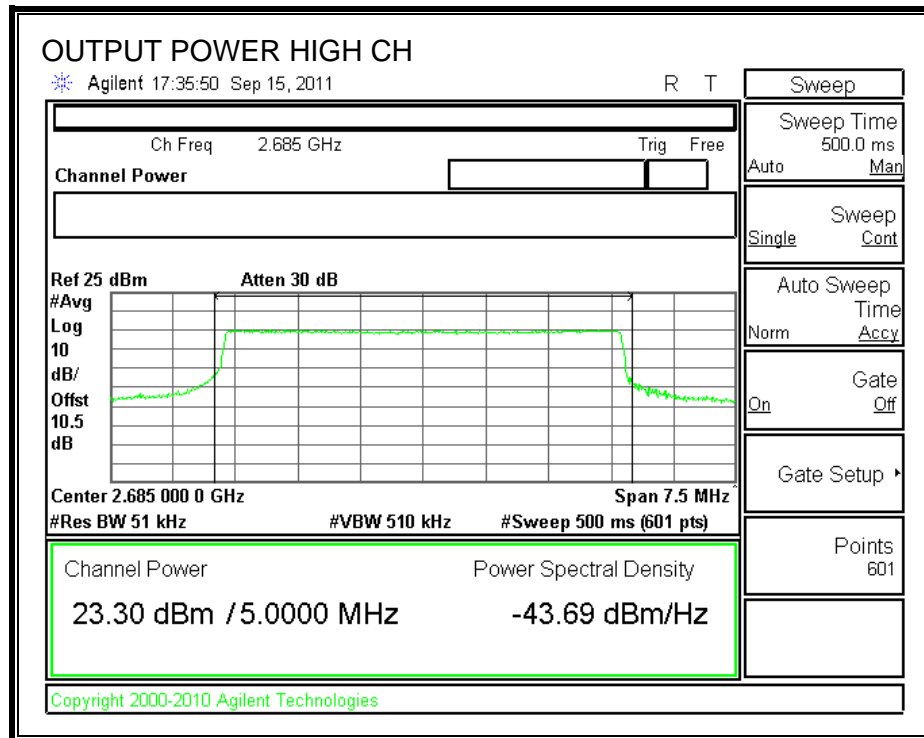 OUTPUT POWER HIGH CH
Agilent 17:35:50 Sep 15, 2011 R T
Ch Freq 2.685 GHz Trig Free
Channel Power
Ref 25 dBm Atten 30 dB
#Avg
Log
10
dB/
Offst
10.5
dB
Center 2.685 000 0 GHz Span 7.5 MHz
#Res BW 51 kHz #VBW 510 kHz #Sweep 500 ms (601 pts)
Channel Power Power Spectral Density
23.30 dBm / 5.0000 MHz -43.69 dBm/Hz
Copyright 2000-2010 Agilent Technologies
Sweep
Sweep Time
500.0 ms
Auto Man
Sweep
Single Cont
Auto Sweep
Time
Norm Accy
Gate
On Off
Gate Setup
Points
601